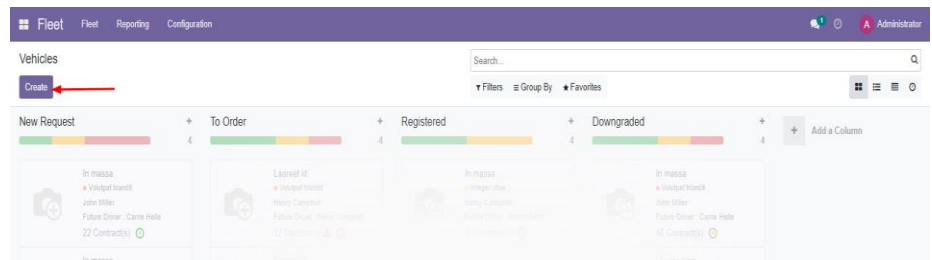 Fleet Fleet Reporting Configuration 1 A Administrator
Vehicles Search...
Create Filters Group By Favorites
New Request + To Order + Registered + Downgraded + + Add a Column
4 4 4 4
In massa Laoreet id In massa In massa
Volutpat blandit Volutpat blandit Integer vitae Volutpat blandit
John Miller Henry Campbell Henry Campbell John Miller
Future Driver : Carrie Helle Future Driver : Henry Campbell Future Driver : Carrie Helle
22 Contract(s) 12 Contract(s) Contract(s) 42 Contract(s)
In massa